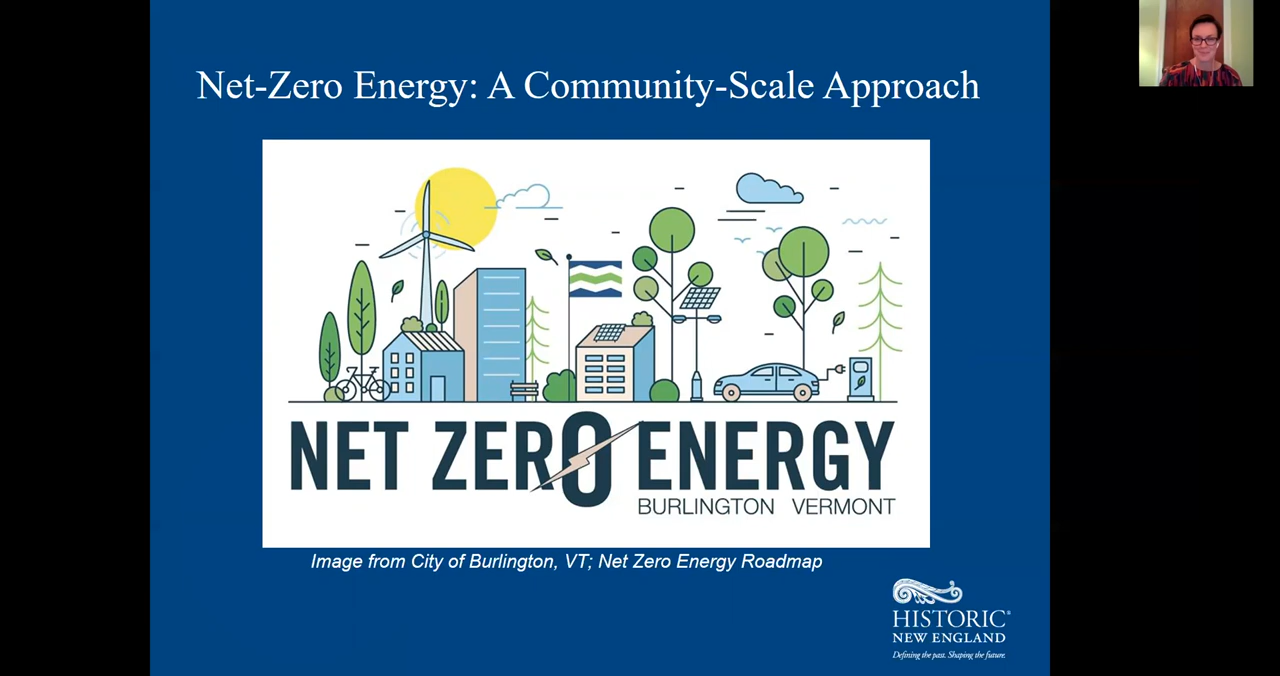 Net-Zero Energy: A Community-Scale Approach
NET ZERO ENERGY
BURLINGTON VERMONT
Image from City of Burlington, VT; Net Zero Energy Roadmap
HISTORIC®
NEW ENGLAND
Defining the past. Shaping the future.